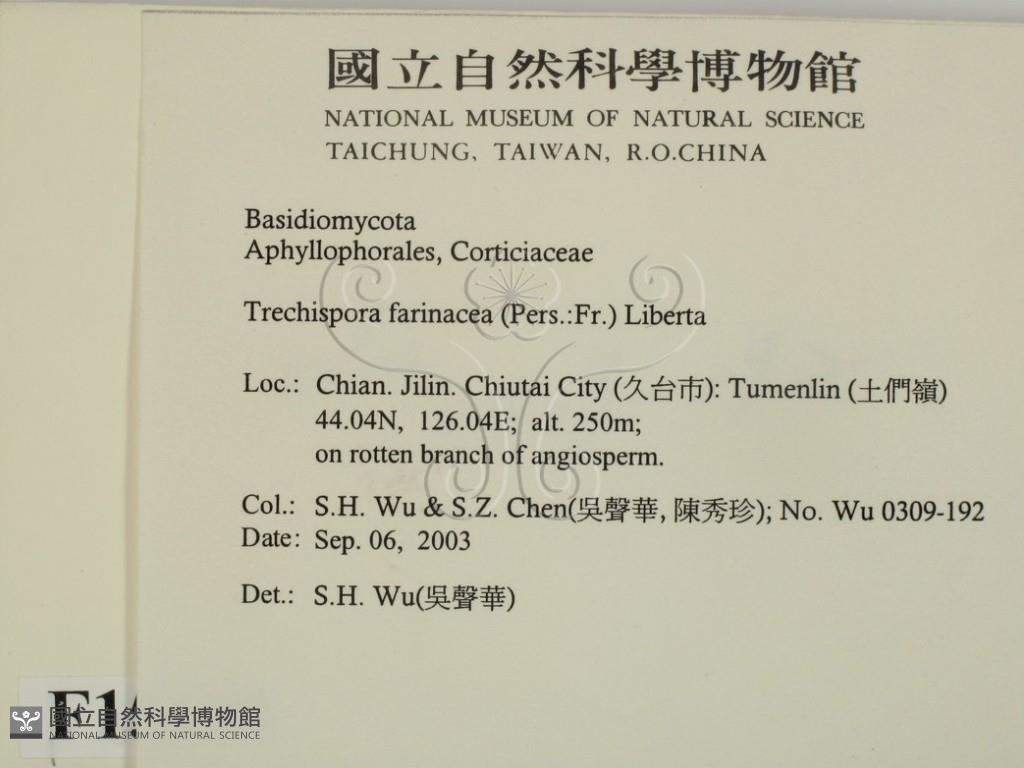 國立自然科學博物館
NATIONAL MUSEUM OF NATURAL SCIENCE
TAICHUNG, TAIWAN, R.O.CHINA
Basidiomycota
Aphyllophorales, Corticiaceae
Trechispora farinacea (Pers.:Fr.) Liberta
Loc.: Chian. Jilin. Chiutai City (久台市): Tumenlin (土們嶺)
44.04N, 126.04E; alt. 250m;
on rotten branch of angiosperm.
Col.: S.H. Wu & S.Z. Chen(吳聲華, 陳秀珍); No. Wu 0309-192
Date: Sep. 06, 2003
Det.: S.H. Wu(吳聲華)
國立自然科學博物館
NATIONAL MUSEUM OF NATURAL SCIENCE